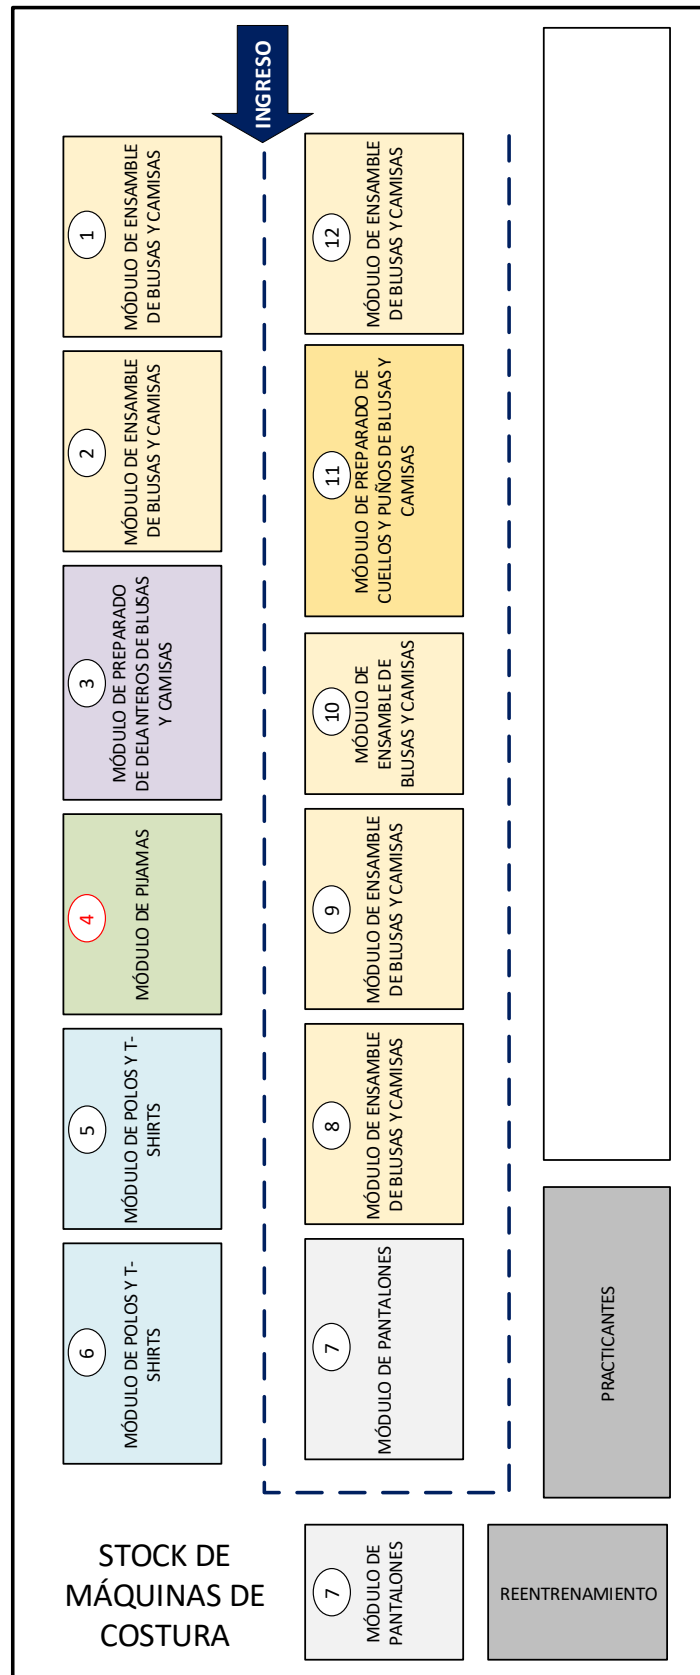 INGRESO
1
MÓDULO DE ENSAMBLE
DE BLUSAS Y CAMISAS
2
MÓDULO DE ENSAMBLE
DE BLUSAS Y CAMISAS
3
MÓDULO DE PREPARADO
DE DELANTEROS DE BLUSAS
Y CAMISAS
4
MÓDULO DE PIJAMAS
5
MÓDULO DE POLOS Y T-
SHIRTS
6
MÓDULO DE POLOS Y T-
SHIRTS
12
MÓDULO DE ENSAMBLE
DE BLUSAS Y CAMISAS
11
MÓDULO DE PREPARADO DE
CUELLOS Y PUÑOS DE BLUSAS Y
CAMISAS
10
MÓDULO DE
ENSAMBLE DE
BLUSAS Y CAMISAS
9
MÓDULO DE ENSAMBLE
DE BLUSAS Y CAMISAS
8
MÓDULO DE ENSAMBLE
DE BLUSAS Y CAMISAS
7
MÓDULO DE PANTALONES
PRACTICANTES
STOCK DE
MÁQUINAS DE
COSTURA
7
MÓDULO DE
PANTALONES
REENTRENAMIENTO